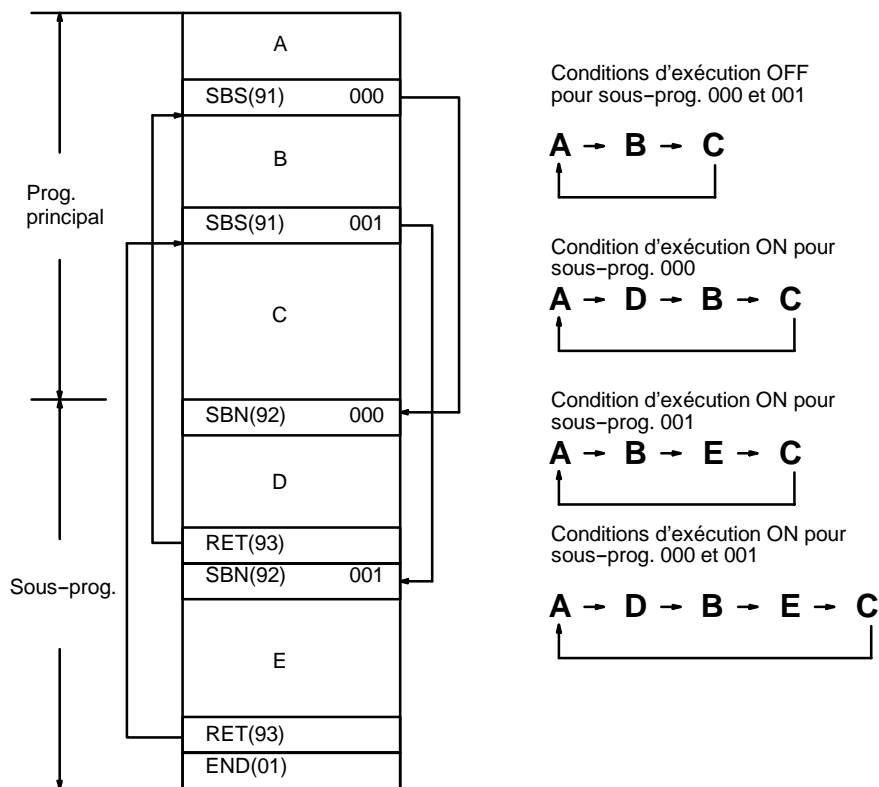 A
SBS(91) 000
B
Prog.
principal
SBS(91) 001
C
SBN(92) 000
D
RET(93)
SBN(92) 001
Sous-prog.
E
RET(93)
END(01)
Conditions d'exécution OFF
pour sous-prog. 000 et 001
A → B → C
Condition d'exécution ON pour
sous-prog. 000
A → D → B → C
Condition d'exécution ON pour
sous-prog. 001
A → B → E → C
Conditions d'exécution ON pour
sous-prog. 000 et 001
A → D → B → E → C